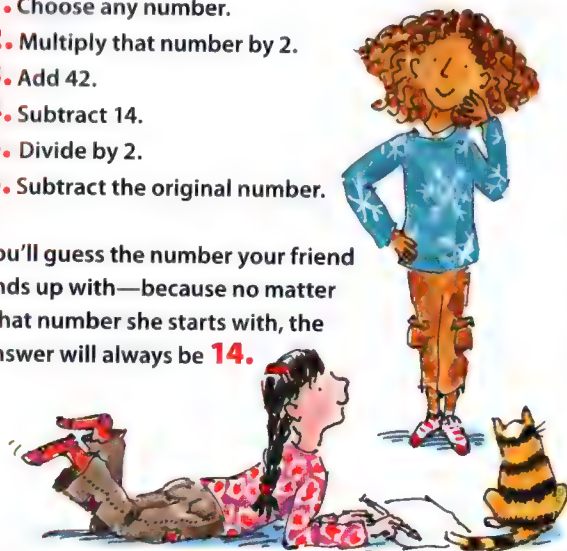 • Choose any number.
• Multiply that number by 2.
• Add 42.
• Subtract 14.
• Divide by 2.
• Subtract the original number.
ou'll guess the number your friend
nds up with—because no matter
hat number she starts with, the
nswer will always be 14.